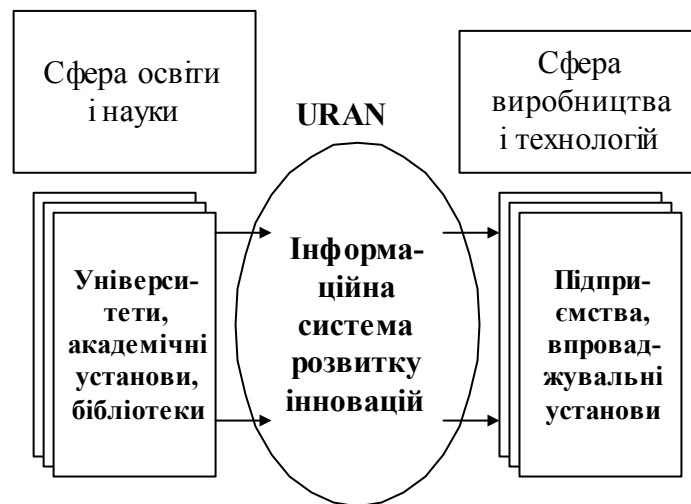 Сфера освіти
і науки
URAN
Сфера
виробництва
і технологій
Універси-
тети,
академічні
установи,
бібліотеки
Інформа-
ційна
система
розвитку
інновацій
Підпри-
ємства,
впровад-
жувальні
установи